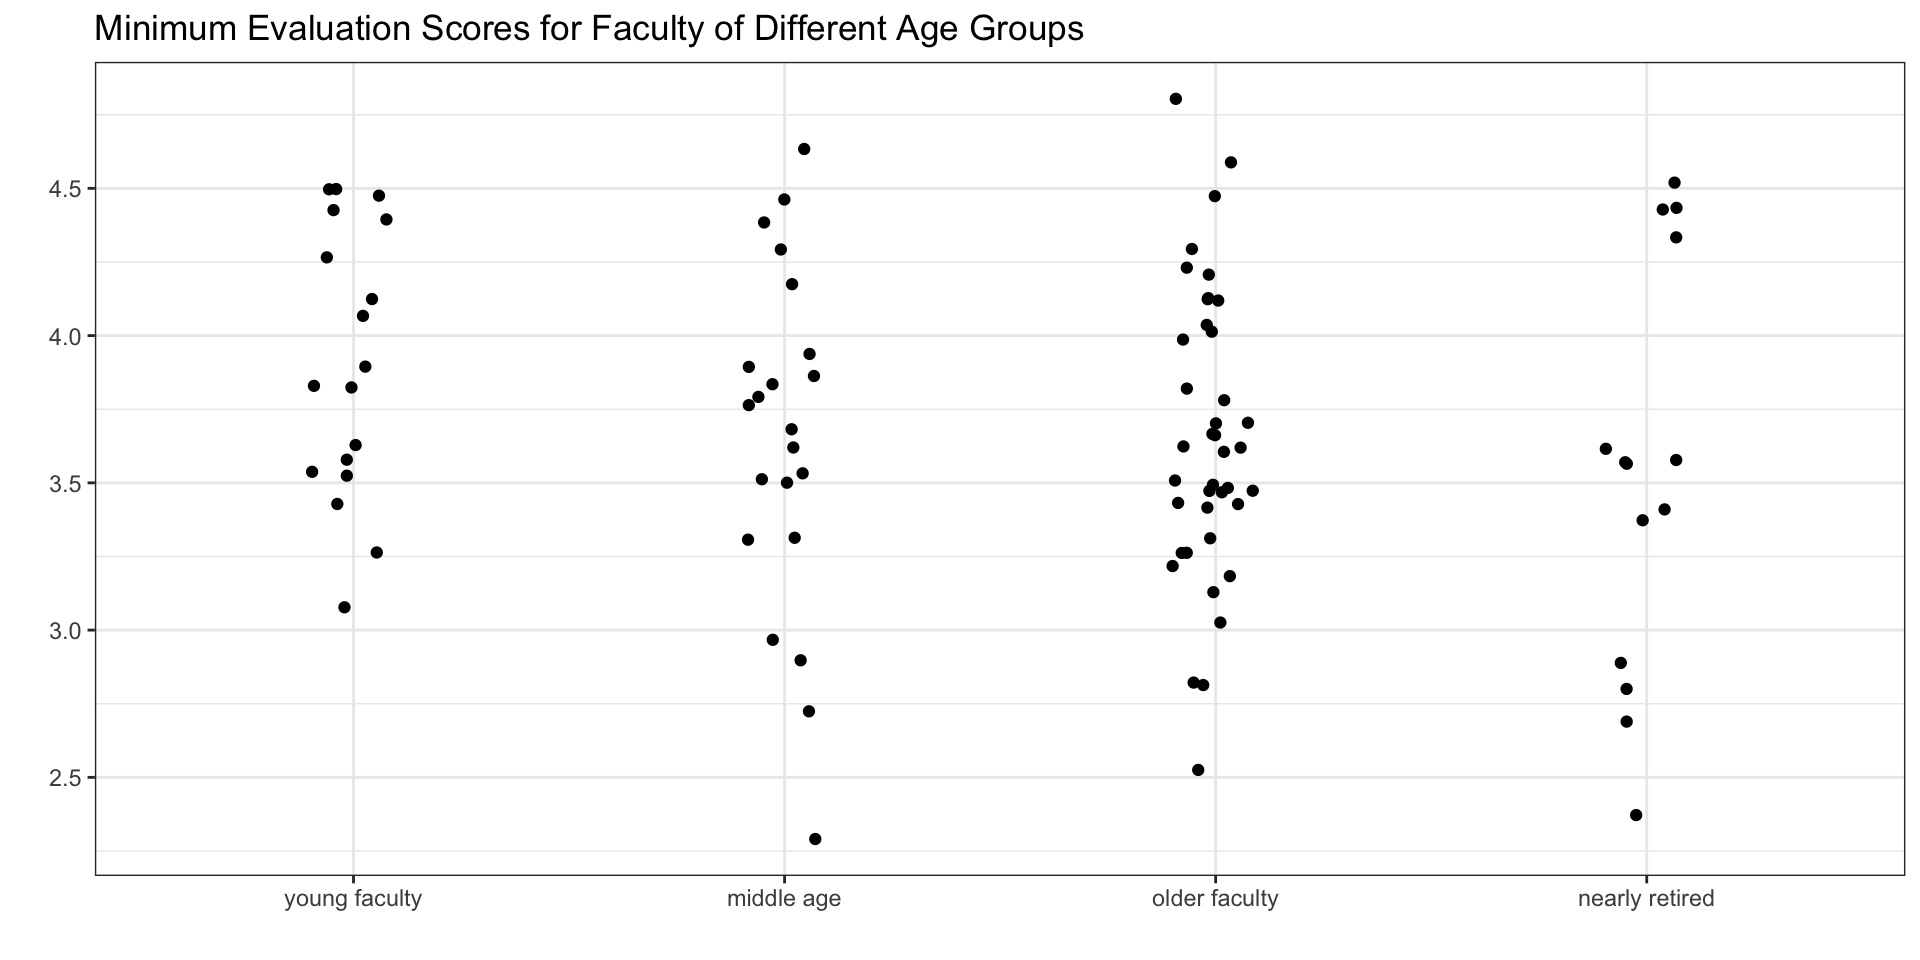 Minimum Evaluation Scores for Faculty of Different Age Groups
4.5
4.0
3.5
3.0
2.5
young faculty middle age older faculty nearly retired